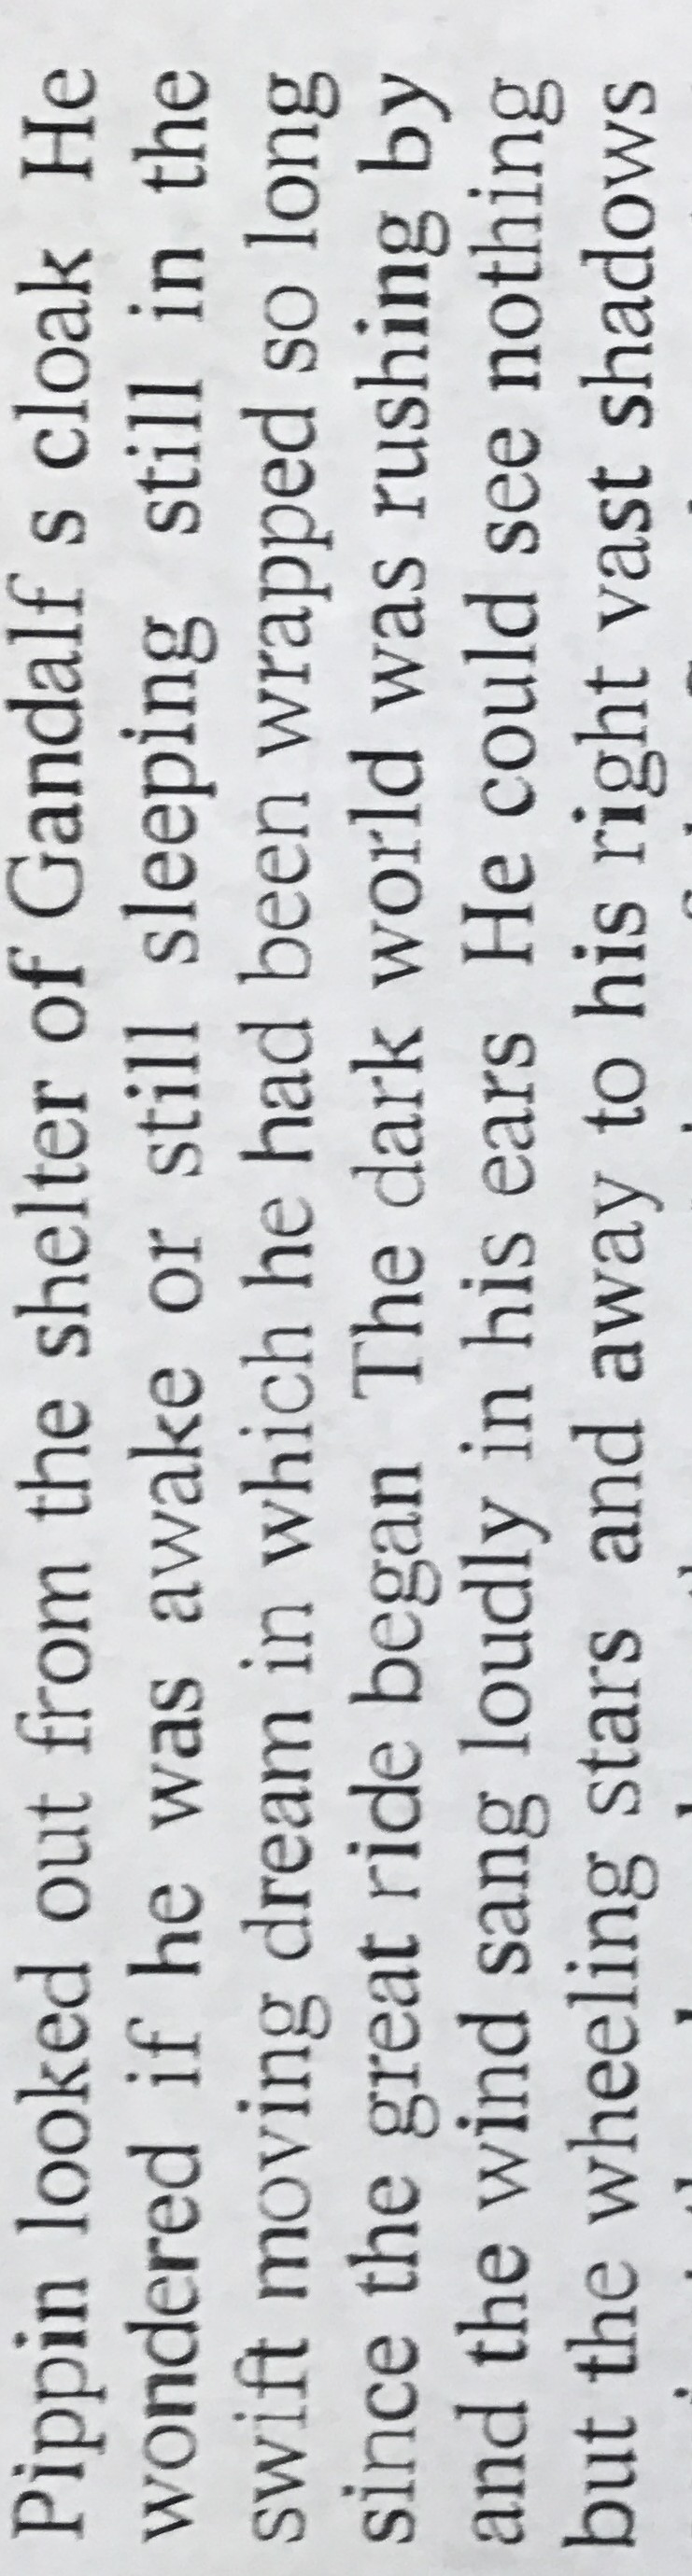 Pippin looked out from the shelter of Gandalf s cloak He
wondered if he was awake or still sleeping still in the
swift moving dream in which he had been wrapped so long
since the great ride began The dark world was rushing by
and the wind sang loudly in his ears He could see nothing
but the wheeling stars and away to his right vast shadows